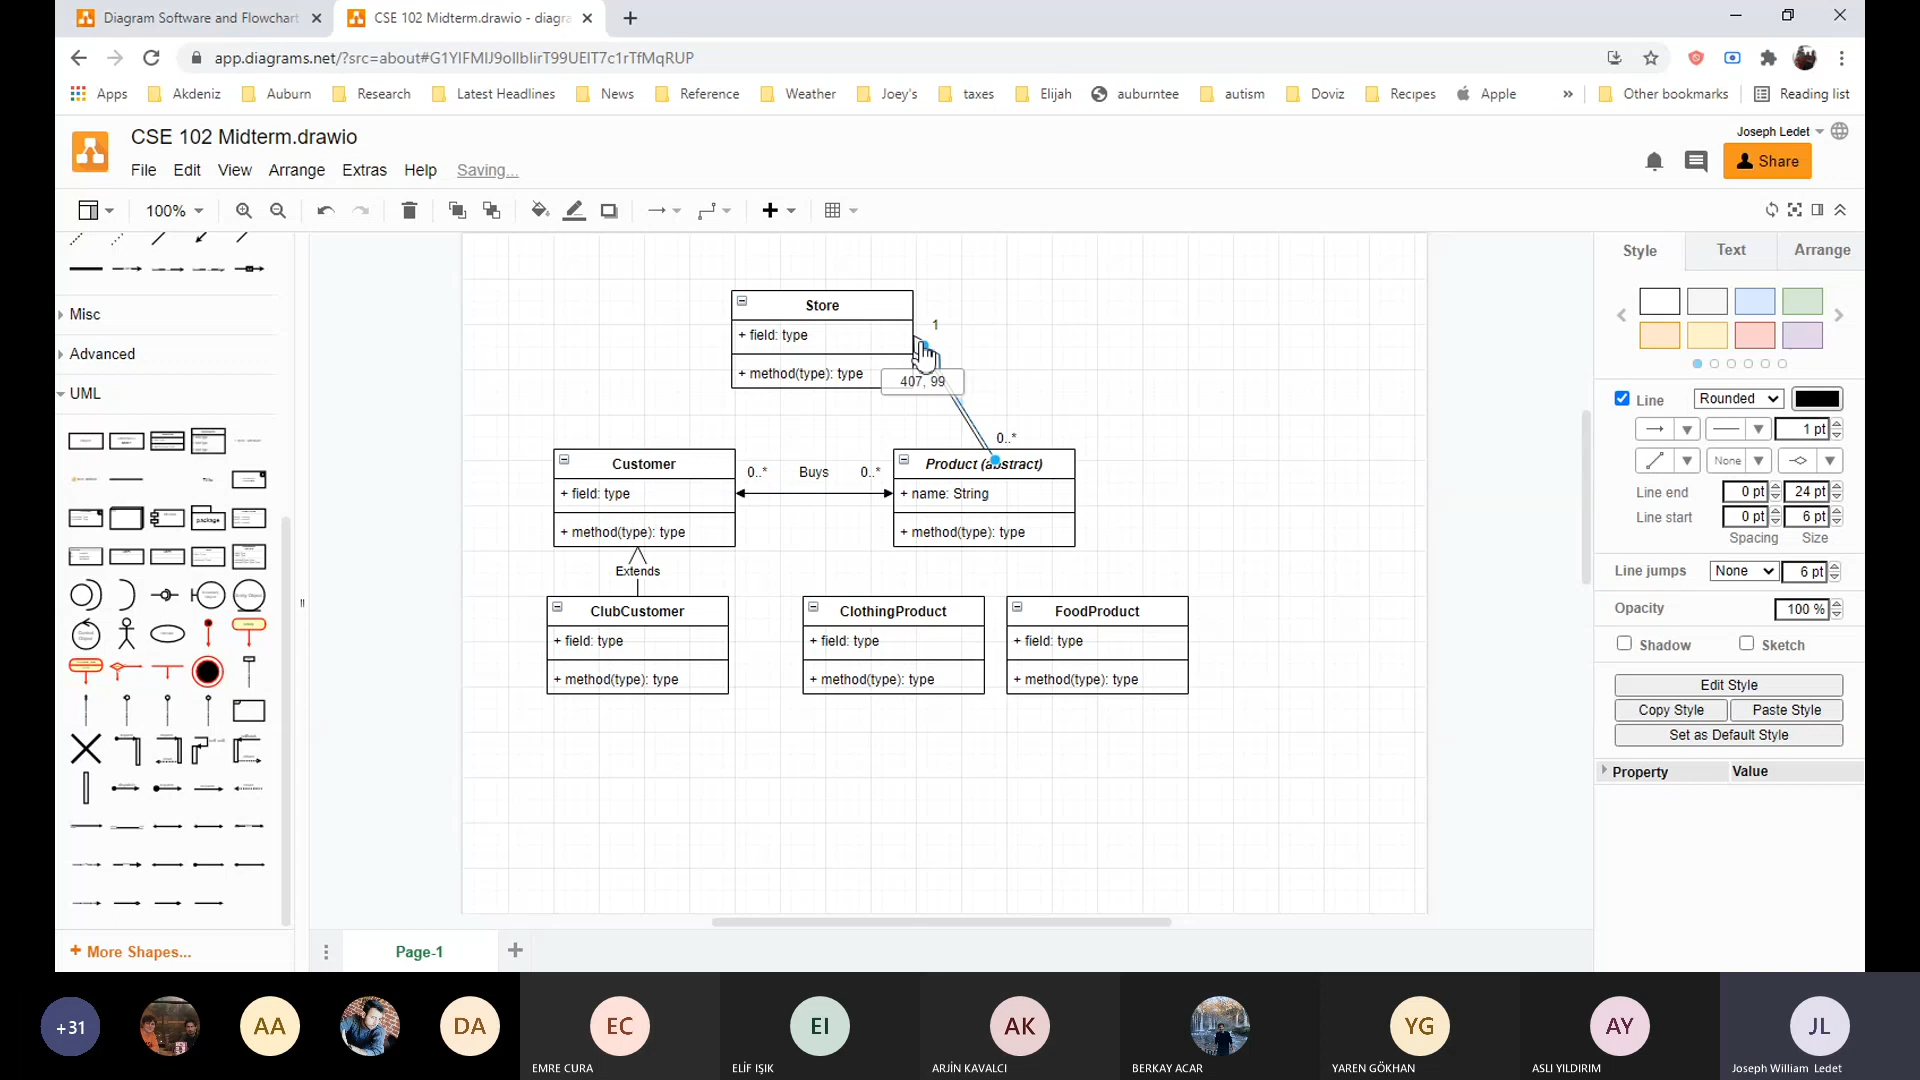 Diagram Software and Flowchart
CSE 102 Midterm.drawio - diagra
app.diagrams.net/?src=about#G1YIFMIJ9oIlbIirT99UEIT7c1rTfMqRUP
Apps Akdeniz Auburn Research Latest Headlines News Reference Weather Joey's taxes Elijah auburntee autism Doviz Recipes Apple » Other bookmarks Reading list
CSE 102 Midterm.drawio
Joseph Ledet
File Edit View Arrange Extras Help Saving...
Share
100%
Style Text Arrange
Misc
Advanced
UML
package
+ More Shapes...
Store
+ field: type
+ method(type): type
1
407, 99
0..*
Customer
+ field: type
+ method(type): type
0..* Buys 0..*
Product (abstract)
+ name: String
+ method(type): type
Extends
ClubCustomer
+ field: type
+ method(type): type
ClothingProduct
+ field: type
+ method(type): type
FoodProduct
+ field: type
+ method(type): type
Line Rounded
1 pt
None
Line end 0 pt 24 pt
Line start 0 pt 6 pt
Spacing Size
Line jumps None 6 pt
Opacity 100 %
Shadow Sketch
Edit Style
Copy Style Paste Style
Set as Default Style
Property Value
Page-1
+31
AA
DA
EC
EMRE CURA
EI
ELİF IŞIK
AK
ARJİN KAVALCI
BERKAY ACAR
YG
YAREN GÖKHAN
AY
ASLI YILDIRIM
JL
Joseph William Ledet